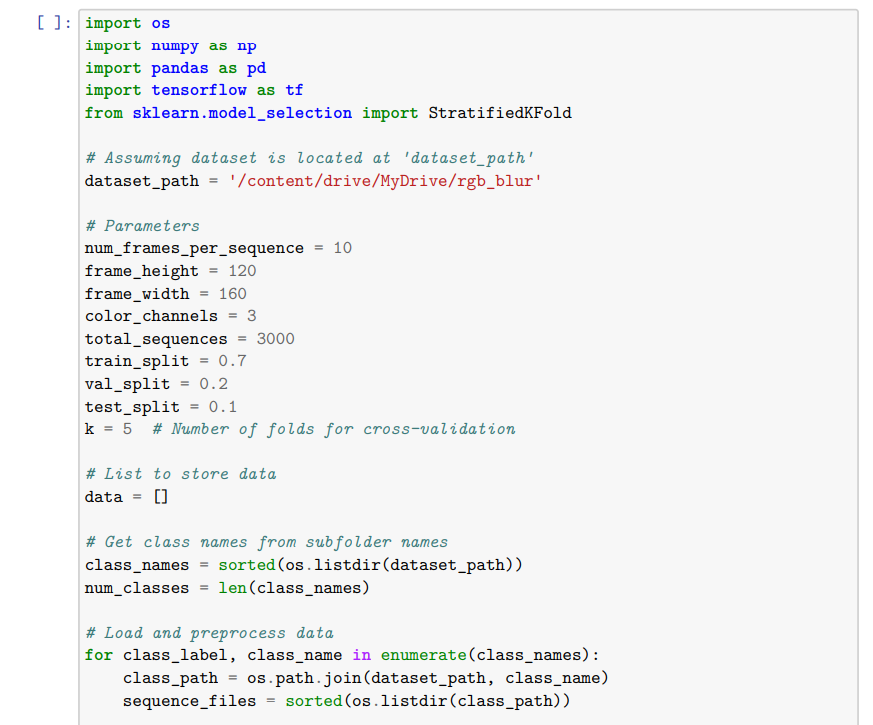 [ ]: import os
import numpy as np
import pandas as pd
import tensorflow as tf
from sklearn.model_selection import StratifiedKFold

# Assuming dataset is located at 'dataset_path'
dataset_path = '/content/drive/MyDrive/rgb_blur'

# Parameters
num_frames_per_sequence = 10
frame_height = 120
frame_width = 160
color_channels = 3
total_sequences = 3000
train_split = 0.7
val_split = 0.2
test_split = 0.1
k = 5  # Number of folds for cross-validation

# List to store data
data = []

# Get class names from subfolder names
class_names = sorted(os.listdir(dataset_path))
num_classes = len(class_names)

# Load and preprocess data
for class_label, class_name in enumerate(class_names):
    class_path = os.path.join(dataset_path, class_name)
    sequence_files = sorted(os.listdir(class_path))